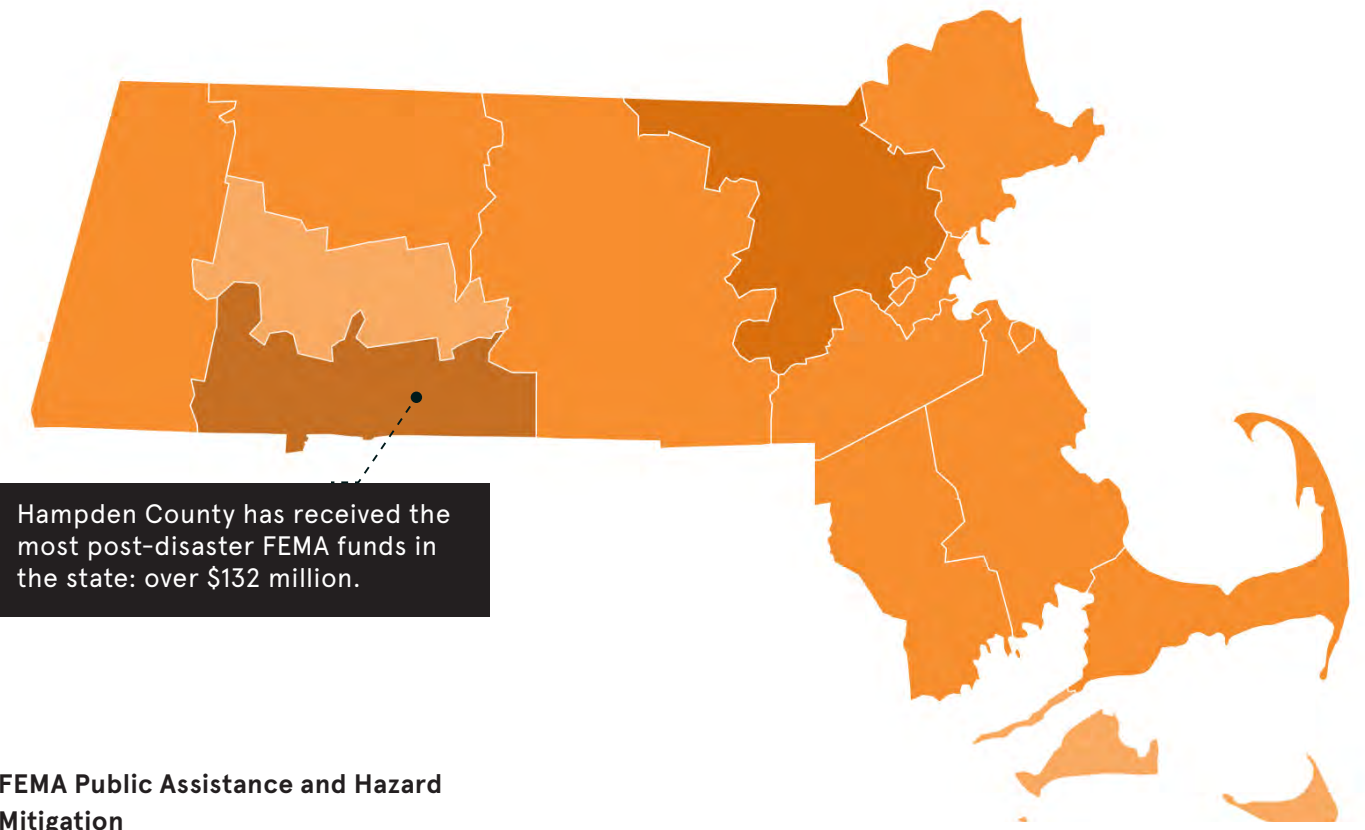 Hampden County has received the
most post-disaster FEMA funds in
the state: over $132 million.
FEMA Public Assistance and Hazard
Mitigation